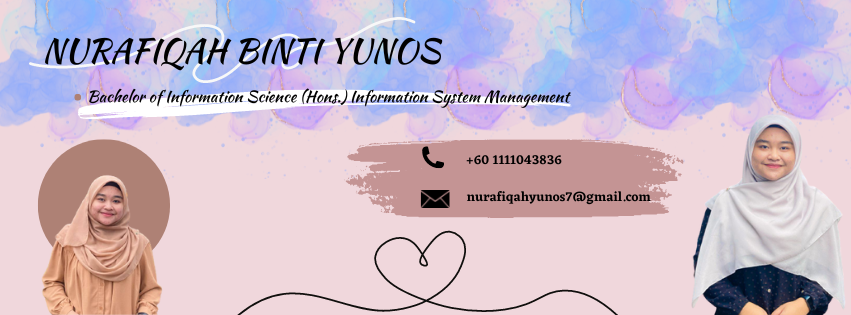 NURAFIQAH BINTI YUNOS
Bachelor of Information Science (Hons.) Information System Management
+60 1111043836
nurafiqahyunos7@gmail.com